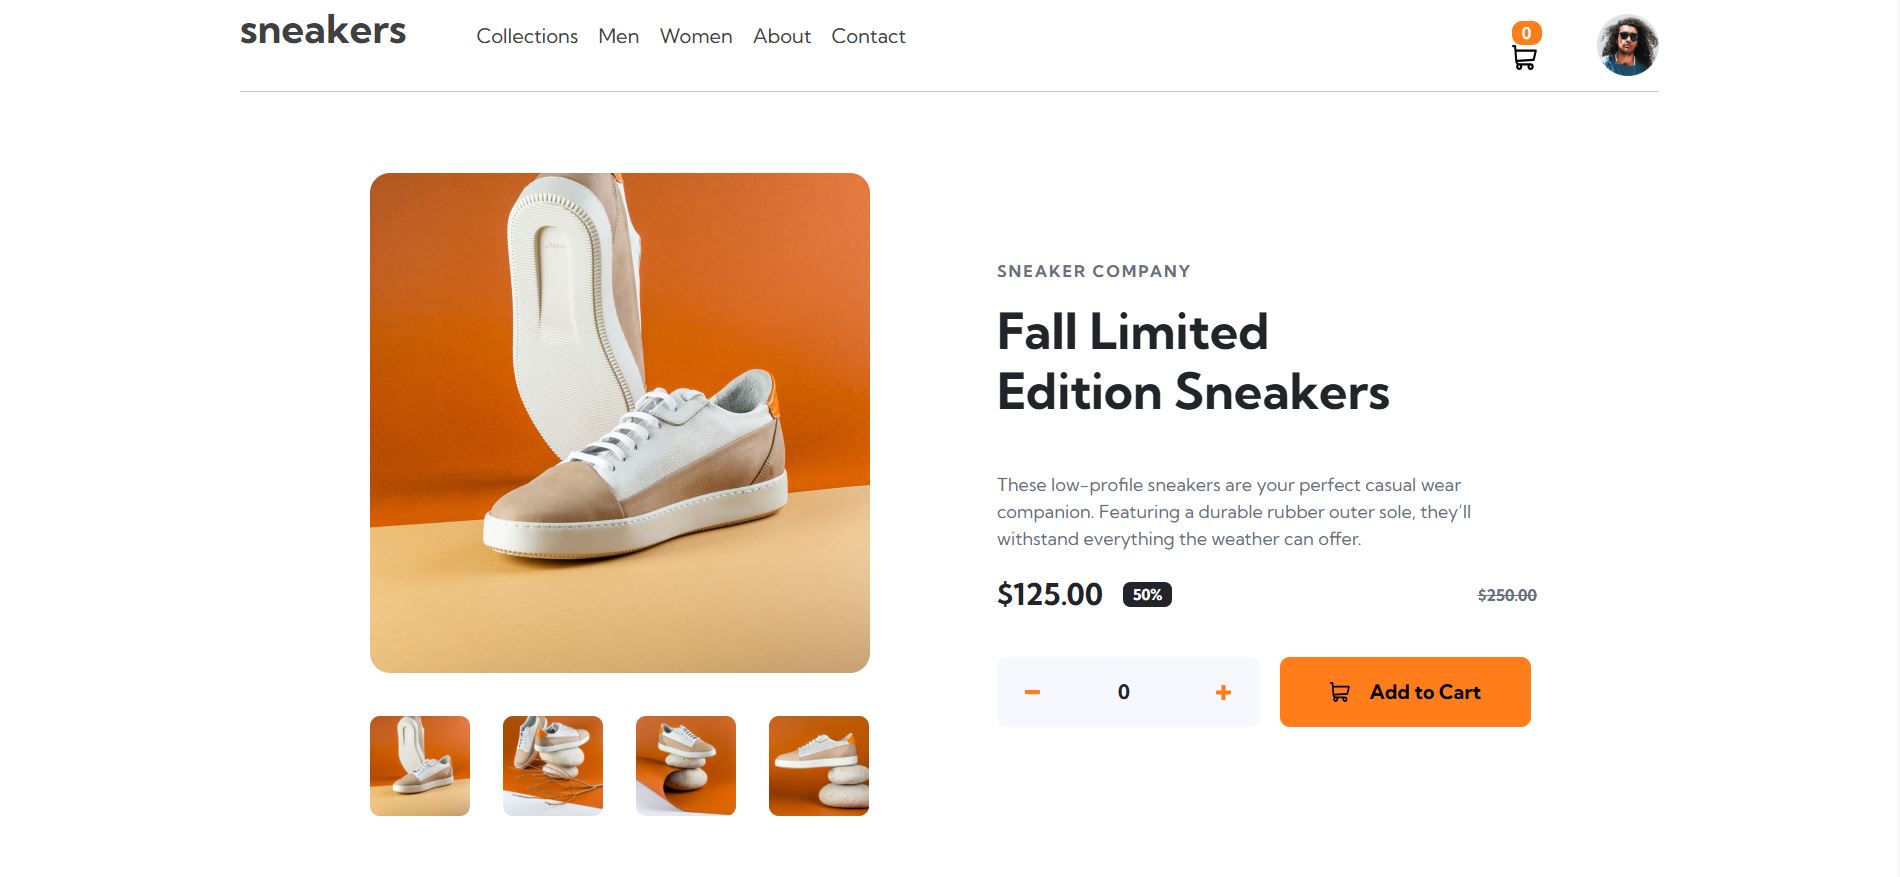 sneakers
Collections Men Women About Contact
0
SNEAKER COMPANY
Fall Limited
Edition Sneakers
These low-profile sneakers are your perfect casual wear
companion. Featuring a durable rubber outer sole, they'll
withstand everything the weather can offer.
$125.00 50% $250.00
0
Add to Cart